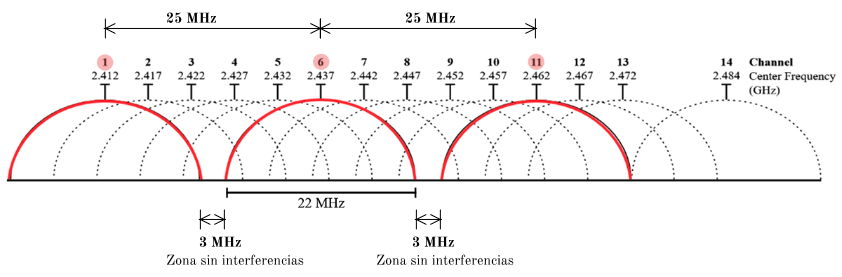 25 MHz 25 MHz
1 2 3 4 5 6 7 8 9 10 11 12 13 14 Channel
2.412 2.417 2.422 2.427 2.432 2.437 2.442 2.447 2.452 2.457 2.462 2.467 2.472 2.484 Center Frequency
(GHz)
22 MHz
3 MHz 3 MHz
Zona sin interferencias Zona sin interferencias